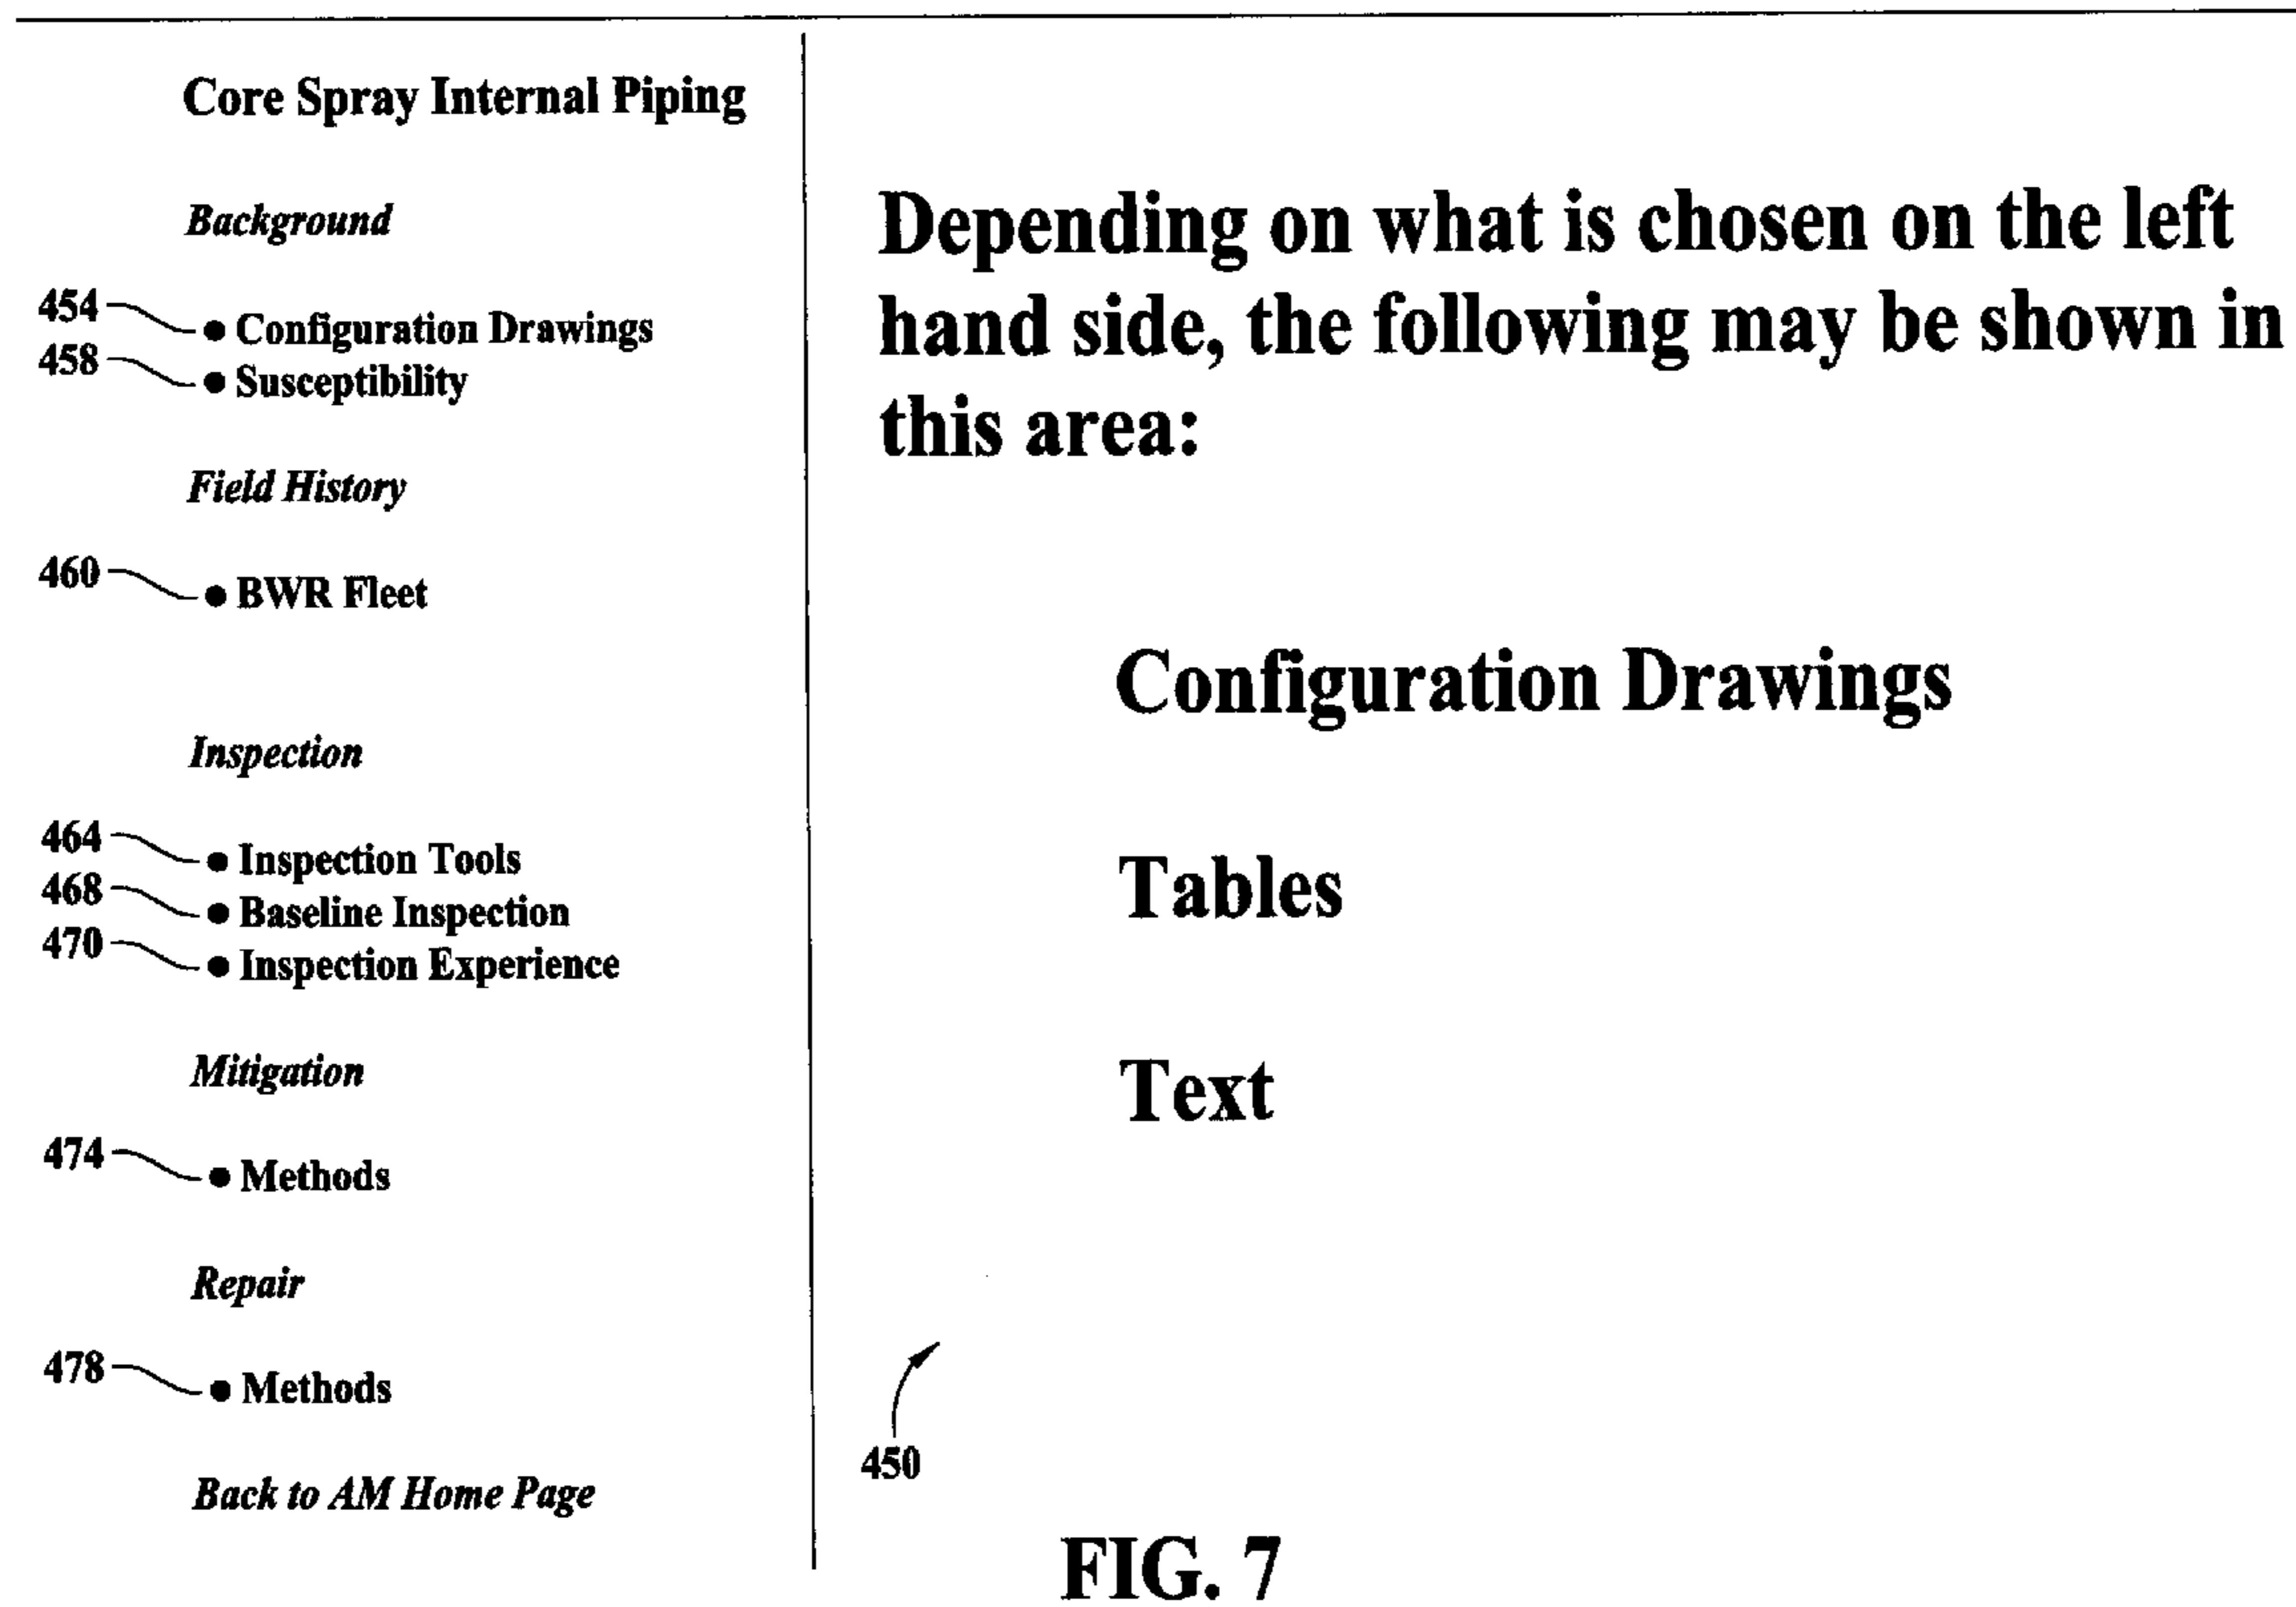 Core Spray Internal Piping
Background
454 • Configuration Drawings
458 • Susceptibility
Field History
460 • BWR Fleet
Inspection
464 • Inspection Tools
468 • Baseline Inspection
470 • Inspection Experience
Mitigation
474 • Methods
Repair
478 • Methods
Back to AM Home Page
Depending on what is chosen on the left
hand side, the following may be shown in
this area:
Configuration Drawings
Tables
Text
450
FIG. 7